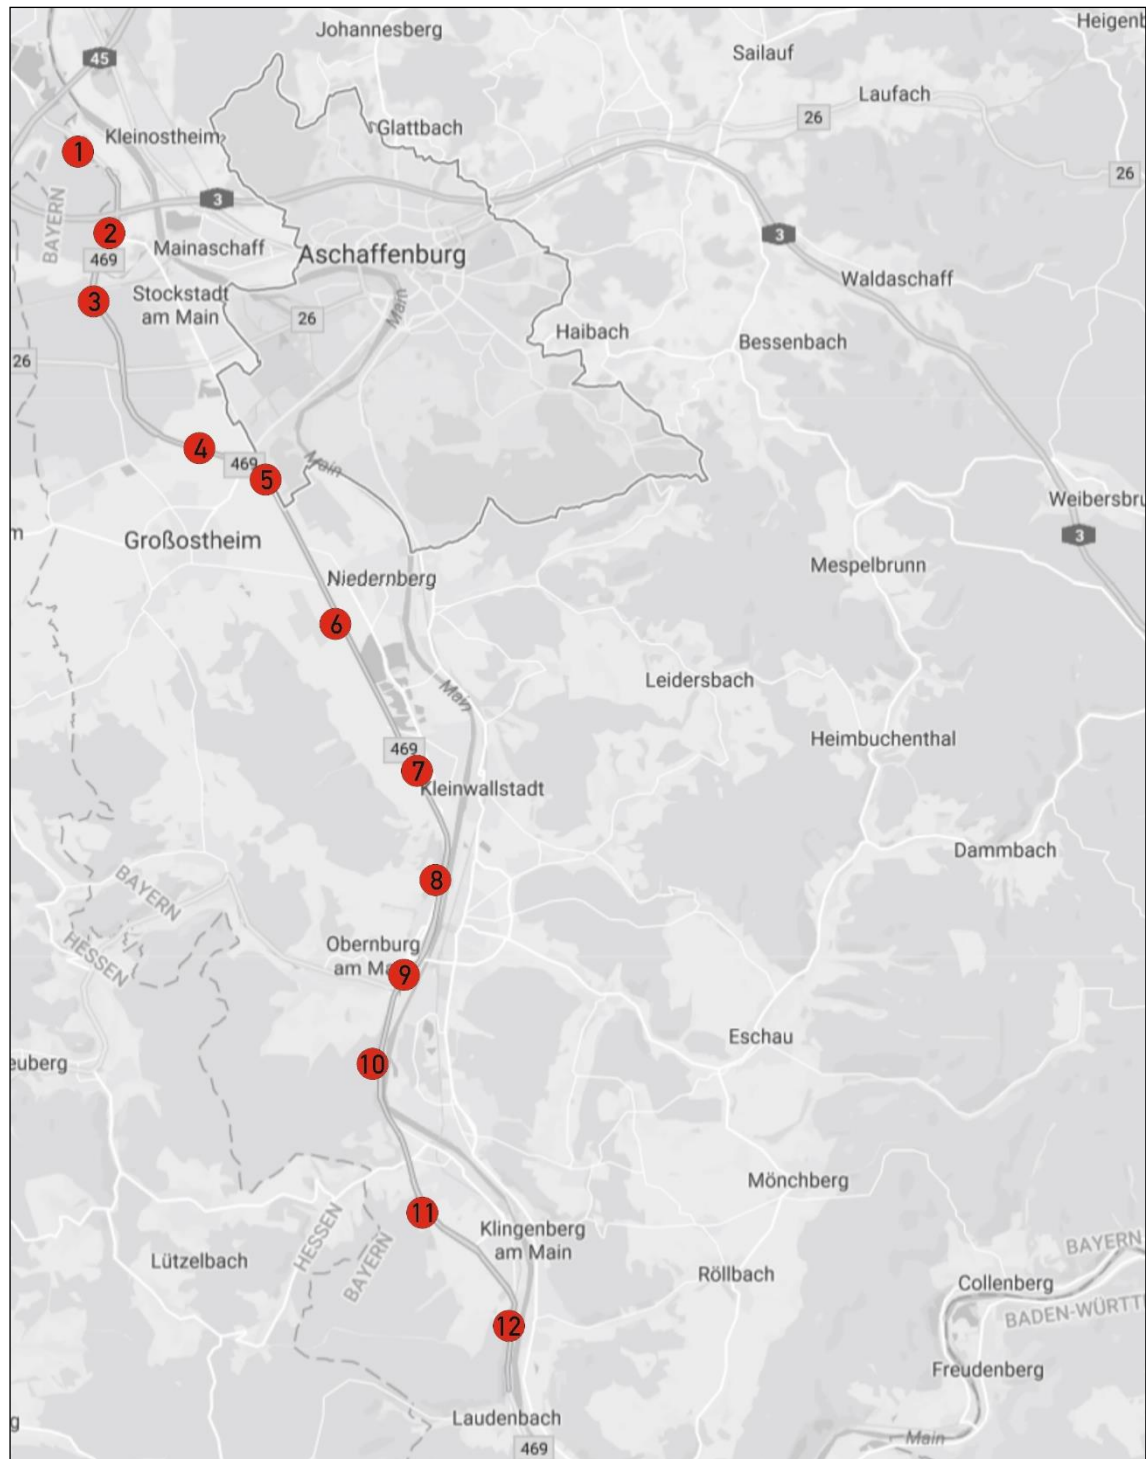 Johannesberg
Heigenb
Sailauf
45
Laufach
26
Glattbach
Kleinostheim
1
26
3
BAYERN
2
3
Mainaschaff
Aschaffenburg
469
Waldaschaff
3
Stockstadt
am Main
Main
26
Haibach
Bessenbach
26
4
469
Main
5
Weibersbru
m
Großostheim
3
Mespelbrunn
Niedernberg
6
Leidersbach
Main
Heimbuchenthal
469
7
Kleinwallstadt
Dammbach
8
BAYERN
HESSEN
Obernburg
am Ma
9
Eschau
euberg
10
Mönchberg
11
Klingenberg
am Main
HESSEN
BAYERN
Lützelbach
Röllbach
BAYERN
Collenberg
BADEN-WÜRTT
12
Freudenberg
Laudenbach
g
Main
469